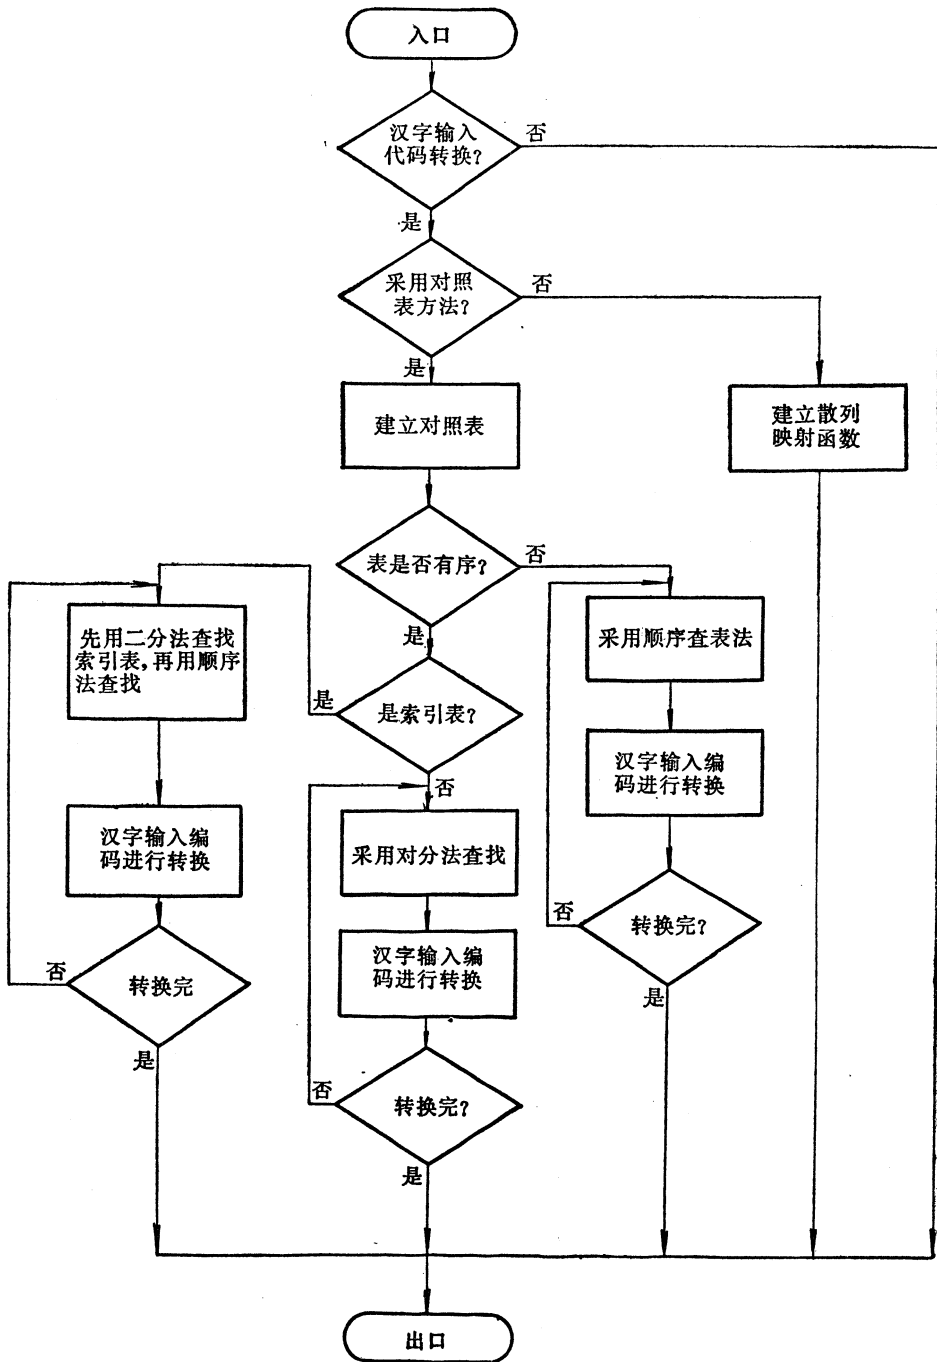 入口
汉字输入
代码转换?
否
是
采用对照
表方法?
否
是
建立对照表
建立散列
映射函数
表是否有序?
否
是
先用二分法查找
索引表,再用顺序
法查找
采用顺序查表法
是
是索引表?
否
汉字输入编
码进行转换
汉字输入编
码进行转换
采用对分法查找
否
转换完?
是
汉字输入编
码进行转换
否
转换完
是
否
转换完?
是
出口